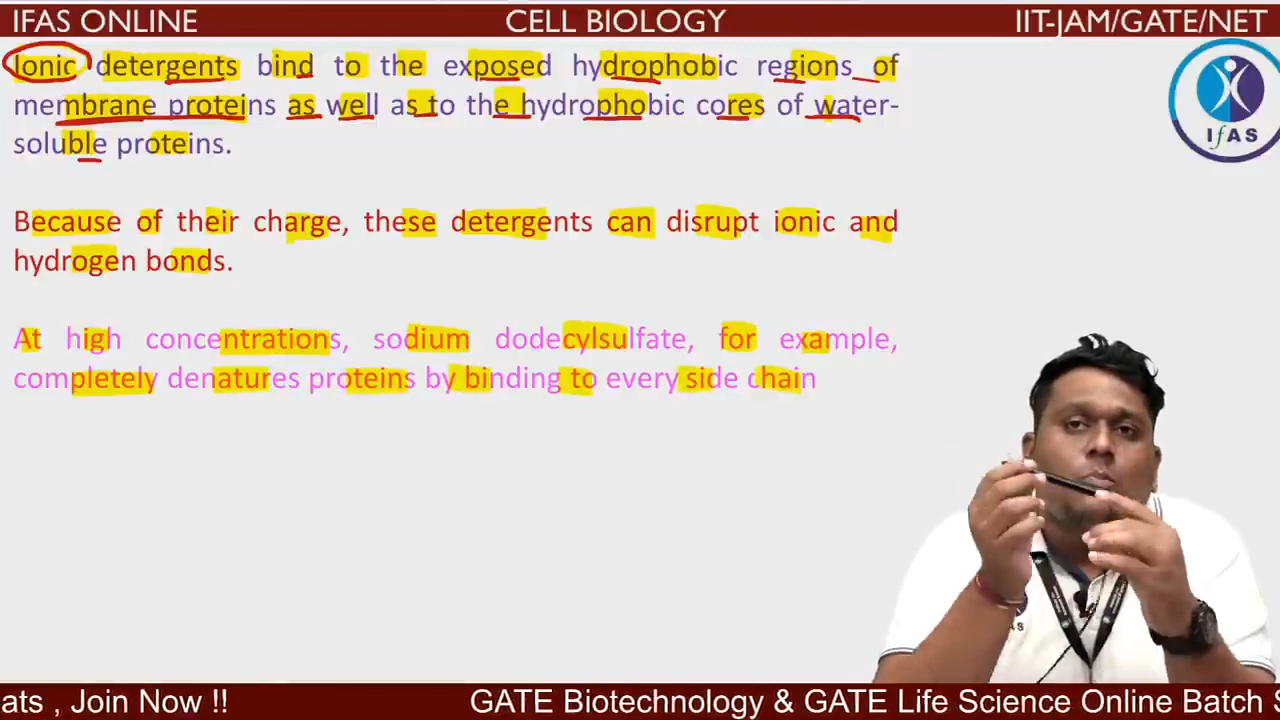 IFAS ONLINE CELL BIOLOGY IIT-JAM/GATE/NET
Ionic detergents bind to the exposed hydrophobic regions of
membrane proteins as well as to the hydrophobic cores of water-
soluble proteins.
IfAS
Because of their charge, these detergents can disrupt ionic and
hydrogen bonds.
At high concentrations, sodium dodecylsulfate, for example,
completely denatures proteins by binding to every side chain
ats , Join Now !! GATE Biotechnology & GATE Life Science Online Batch S